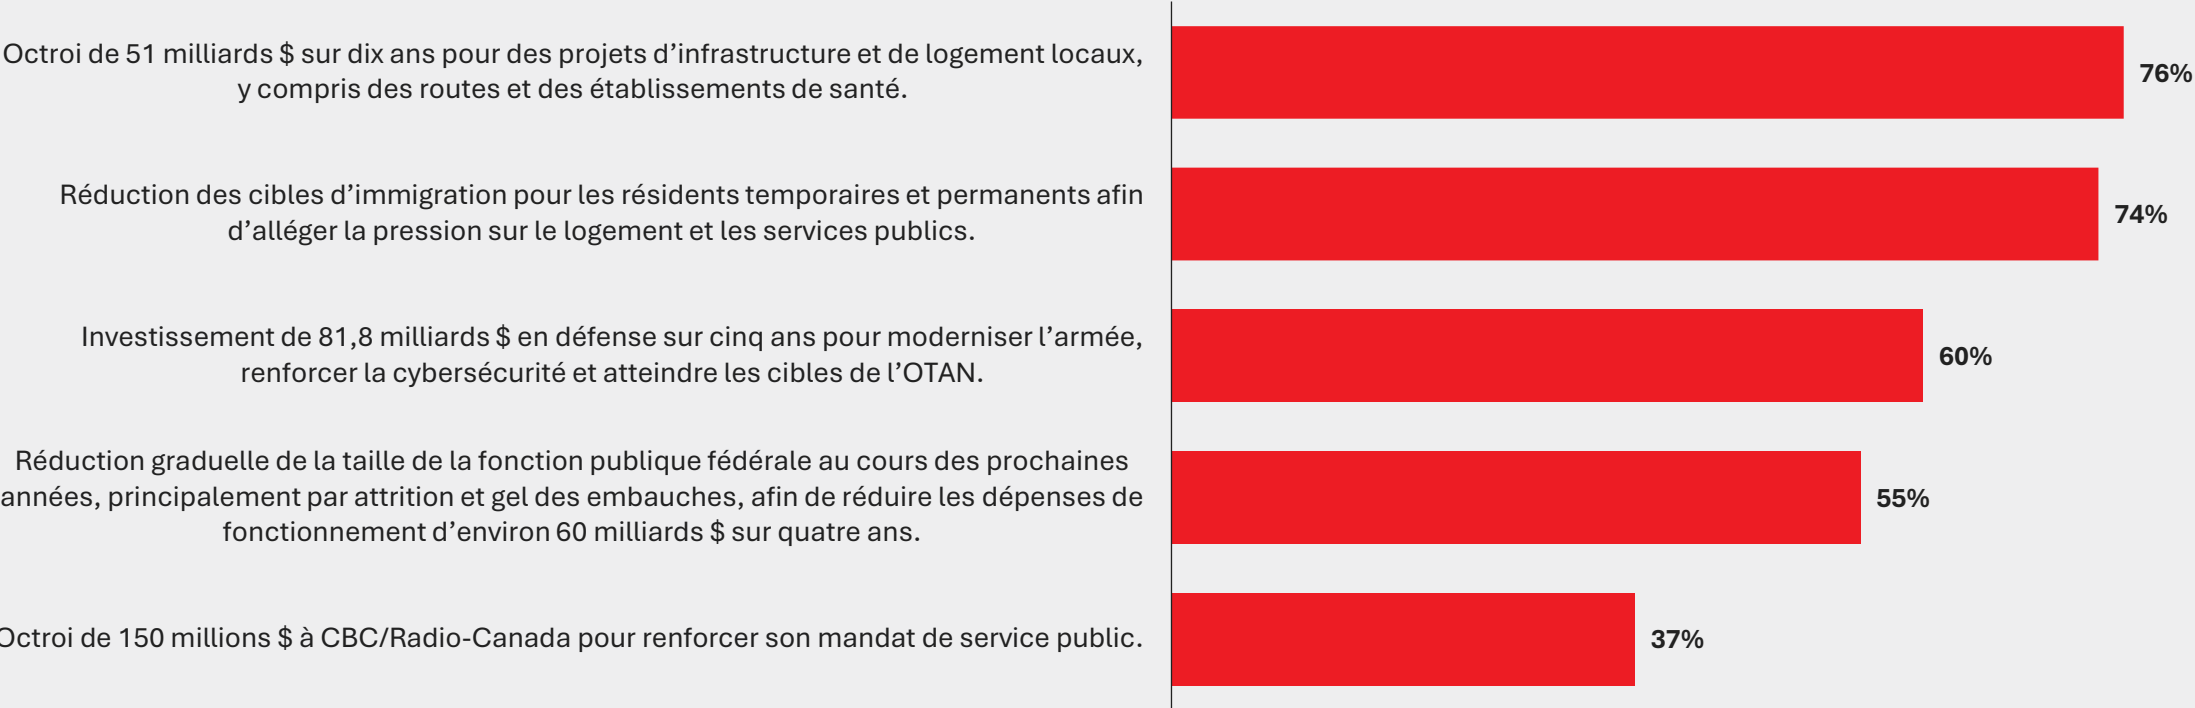 Octroi de 51 milliards $ sur dix ans pour des projets d’infrastructure et de logement locaux,
y compris des routes et des établissements de santé.
76%
Réduction des cibles d’immigration pour les résidents temporaires et permanents afin
d’alléger la pression sur le logement et les services publics.
74%
Investissement de 81,8 milliards $ en défense sur cinq ans pour moderniser l’armée,
renforcer la cybersécurité et atteindre les cibles de l’OTAN.
60%
Réduction graduelle de la taille de la fonction publique fédérale au cours des prochaines
années, principalement par attrition et gel des embauches, afin de réduire les dépenses de
fonctionnement d’environ 60 milliards $ sur quatre ans.
55%
Octroi de 150 millions $ à CBC/Radio-Canada pour renforcer son mandat de service public.
37%